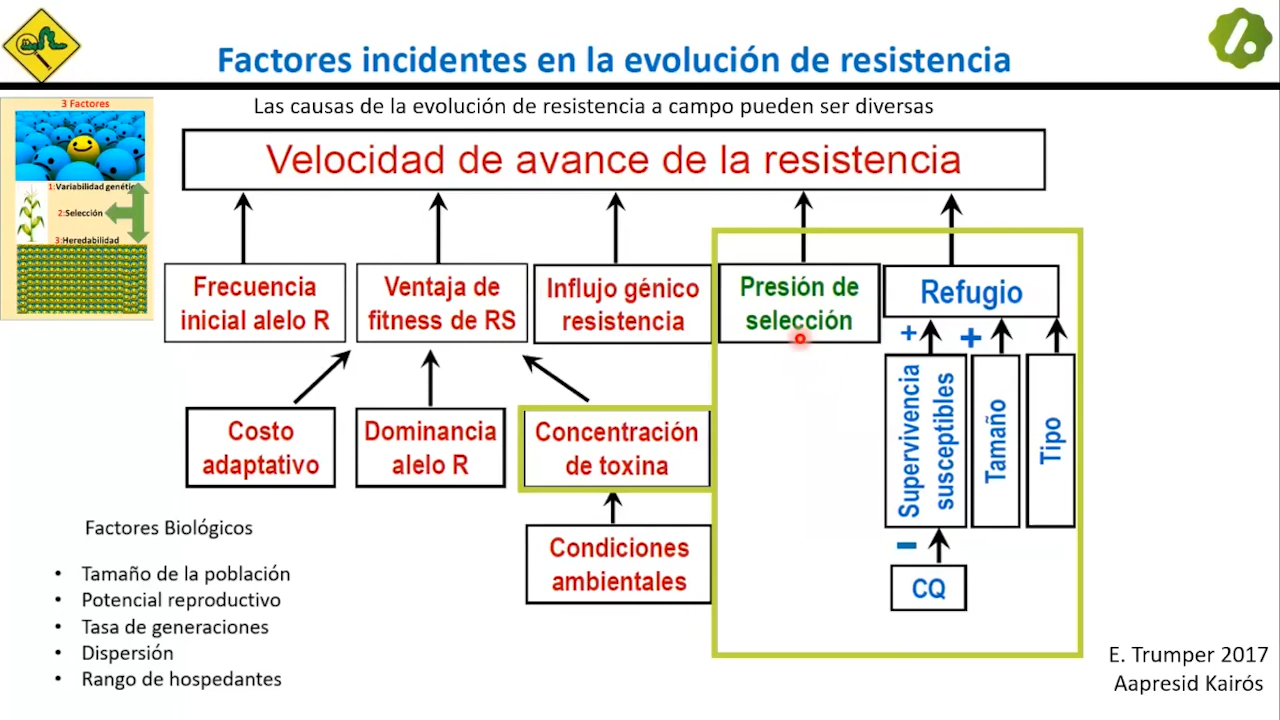 Factores incidentes en la evolución de resistencia
Las causas de la evolución de resistencia a campo pueden ser diversas
3 Factores
1:Variabilidad genétic
2:Selección
3:Heredabilidad
Velocidad de avance de la resistencia
Frecuencia
inicial alelo R
Ventaja de
fitness de RS
Influjo génico
resistencia
Presión de
selección
Refugio
+
+
Costo
adaptativo
Dominancia
alelo R
Concentración
de toxina
Supervivencia
susceptibles
Tamaño
Tipo
Condiciones
ambientales
–
CQ
Factores Biológicos
• Tamaño de la población
• Potencial reproductivo
• Tasa de generaciones
• Dispersión
• Rango de hospedantes
E. Trumper 2017
Aapresid Kairós